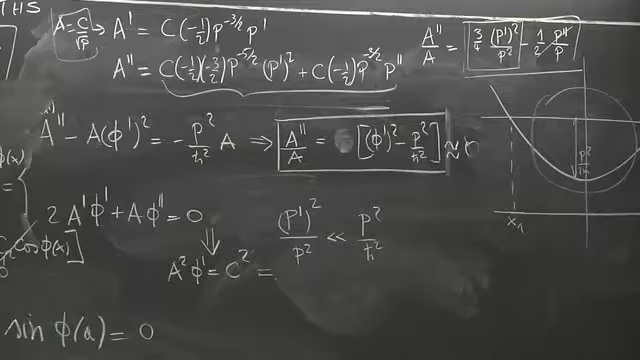 THS
A = C/√p → A' = C(-1/2)p^{-3/2} p'
A''/A = 3/4 (p')²/p² - 1/2 p''/p
A'' = C(-1/2)(-3/2)p^{-5/2} (p')² + C(-1/2)p^{-3/2} p''
A'' - A(ϕ')² = - p²/ħ² A ⇒ A''/A = [(ϕ')² - p²/ħ²] ≈ 0
2A'ϕ' + Aϕ'' = 0
(p')²/p² ≪ p²/ħ²
cos ϕ(x)]
⇓
A²ϕ' = C² =
x₁
sin ϕ(a) = 0